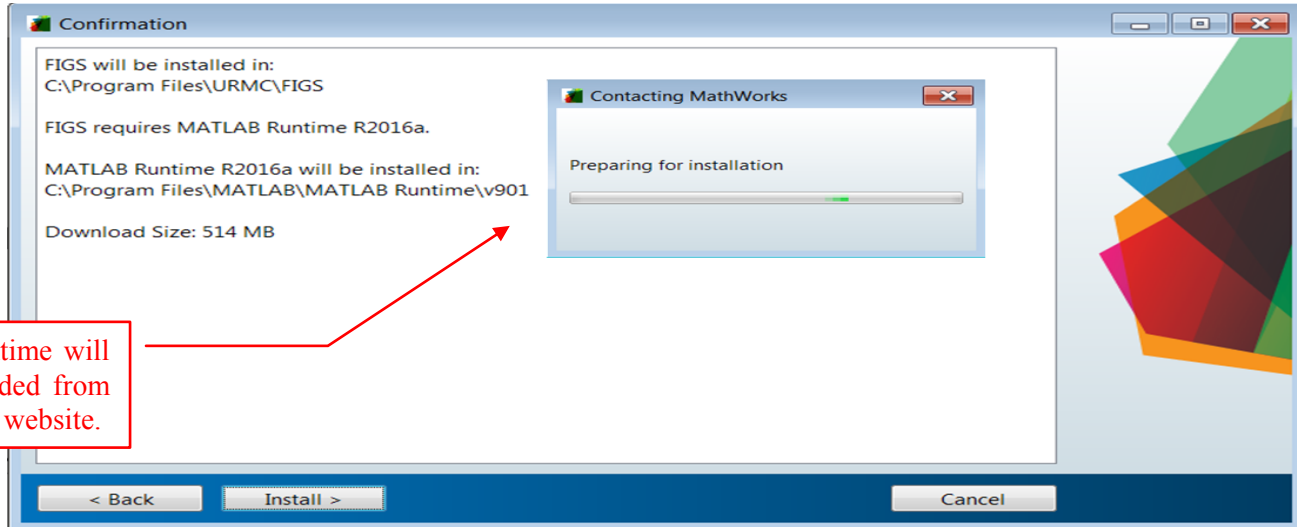 Confirmation
FIGS will be installed in:
C:\Program Files\URMC\FIGS
FIGS requires MATLAB Runtime R2016a.
MATLAB Runtime R2016a will be installed in:
C:\Program Files\MATLAB\MATLAB Runtime\v901
Download Size: 514 MB
Contacting MathWorks
Preparing for installation
time will
ded from
website.
< Back
Install >
Cancel